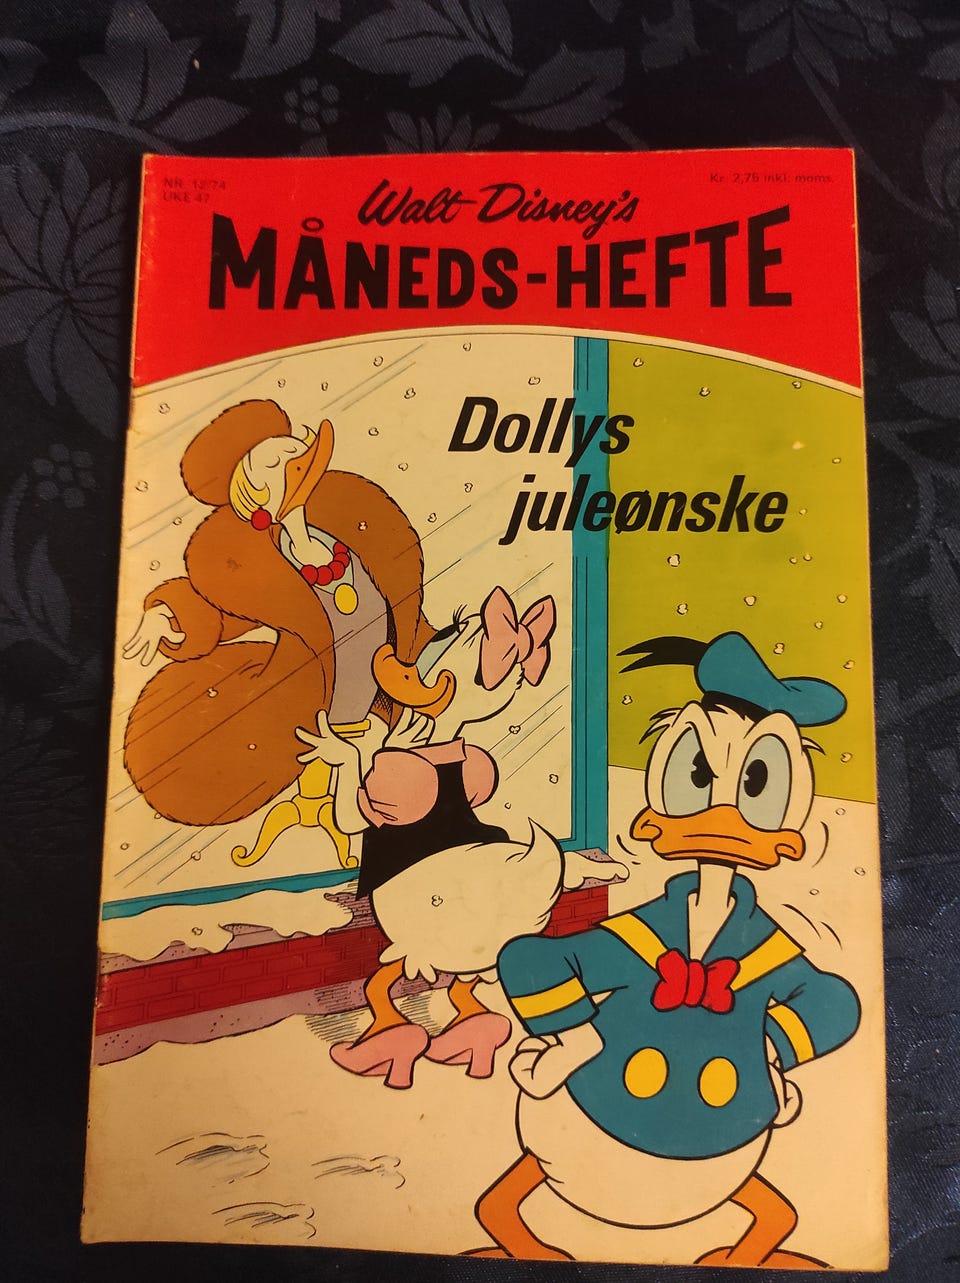 NR. 12/74
UKE 47
Kr. 2,75 inkl. moms.
Walt Disney's
MÅNEDS-HEFTE
Dollys
juleønske